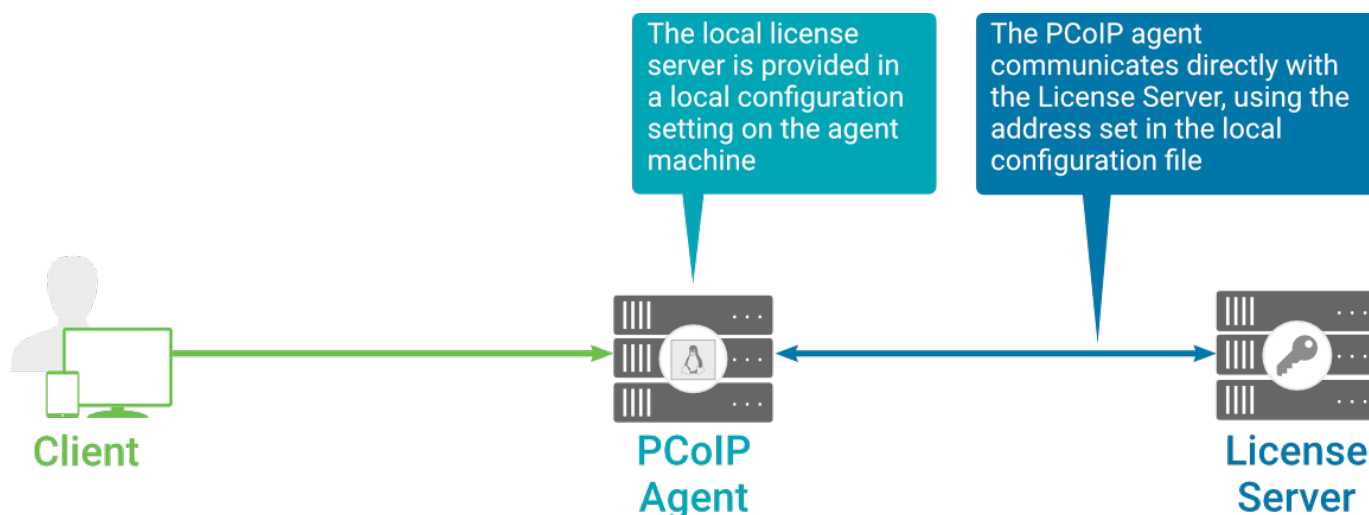 The local license
server is provided in
a local configuration
setting on the agent
machine
The PCoIP agent
communicates directly with
the License Server, using the
address set in the local
configuration file
Client
PCoIP
Agent
License
Server